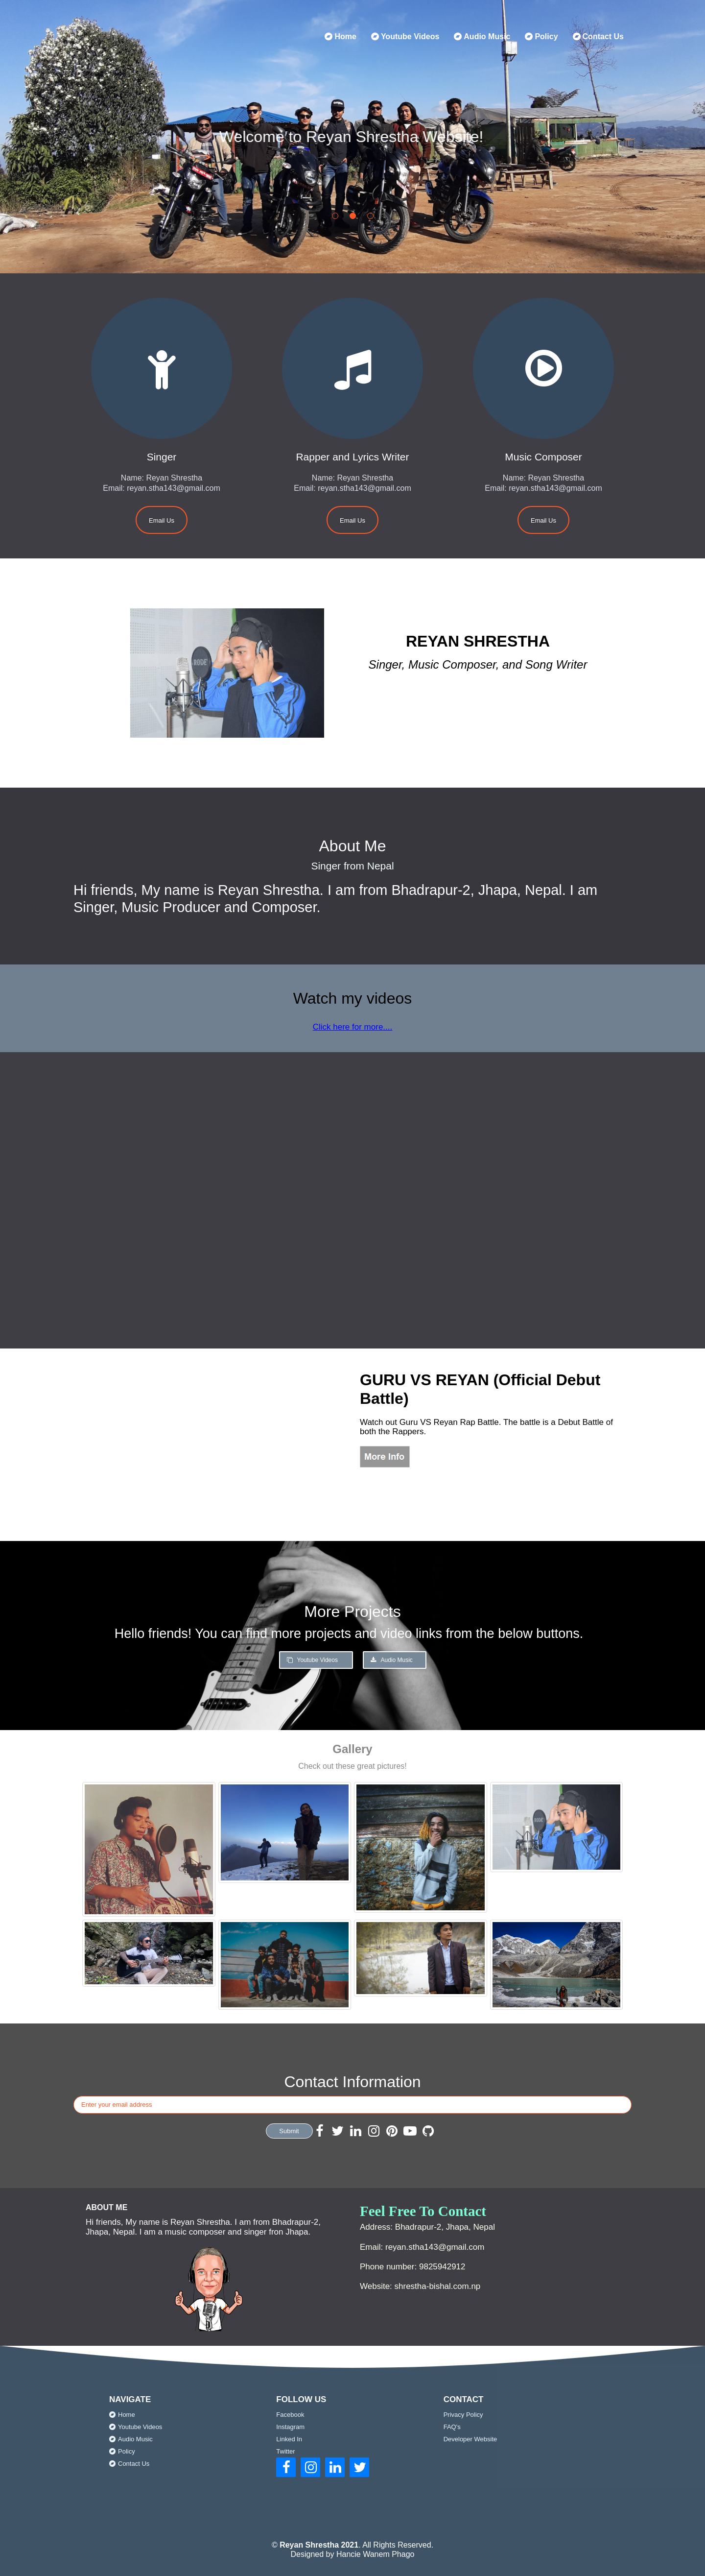 Home Youtube Videos Audio Music Policy Contact Us
Welcome to Reyan Shrestha Website!
Singer
Name: Reyan Shrestha
Email: reyan.stha143@gmail.com
Email Us
Rapper and Lyrics Writer
Name: Reyan Shrestha
Email: reyan.stha143@gmail.com
Email Us
Music Composer
Name: Reyan Shrestha
Email: reyan.stha143@gmail.com
Email Us
REYAN SHRESTHA
Singer, Music Composer, and Song Writer
About Me
Singer from Nepal
Hi friends, My name is Reyan Shrestha. I am from Bhadrapur-2, Jhapa, Nepal. I am
Singer, Music Producer and Composer.
Watch my videos
Click here for more....
GURU VS REYAN (Official Debut
Battle)
Watch out Guru VS Reyan Rap Battle. The battle is a Debut Battle of
both the Rappers.
More Info
More Projects
Hello friends! You can find more projects and video links from the below buttons.
Youtube Videos Audio Music
Gallery
Check out these great pictures!
Contact Information
Enter your email address
Submit
ABOUT ME
Hi friends, My name is Reyan Shrestha. I am from Bhadrapur-2,
Jhapa, Nepal. I am a music composer and singer fron Jhapa.
Feel Free To Contact
Address: Bhadrapur-2, Jhapa, Nepal
Email: reyan.stha143@gmail.com
Phone number: 9825942912
Website: shrestha-bishal.com.np
NAVIGATE
Home
Youtube Videos
Audio Music
Policy
Contact Us
FOLLOW US
Facebook
Instagram
Linked In
Twitter
CONTACT
Privacy Policy
FAQ's
Developer Website
© Reyan Shrestha 2021. All Rights Reserved.
Designed by Hancie Wanem Phago